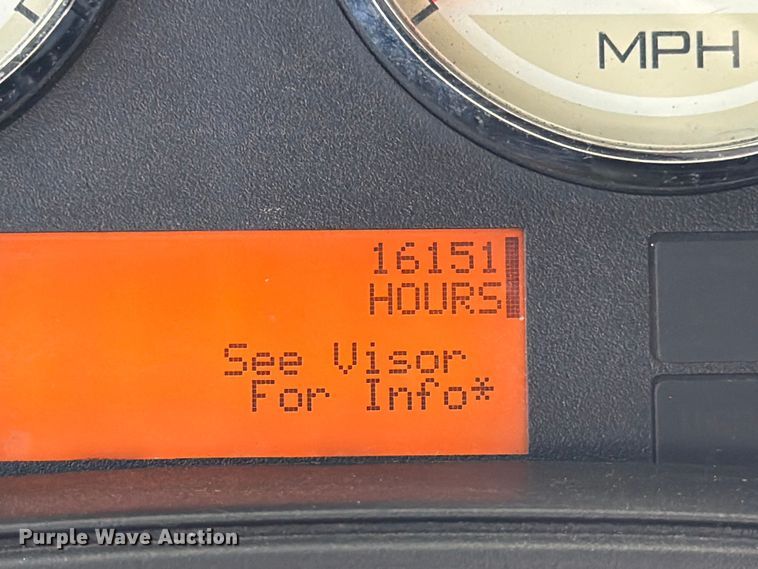 MPH
16151
HOURS
See Visor
For Info*
Purple Wave Auction®